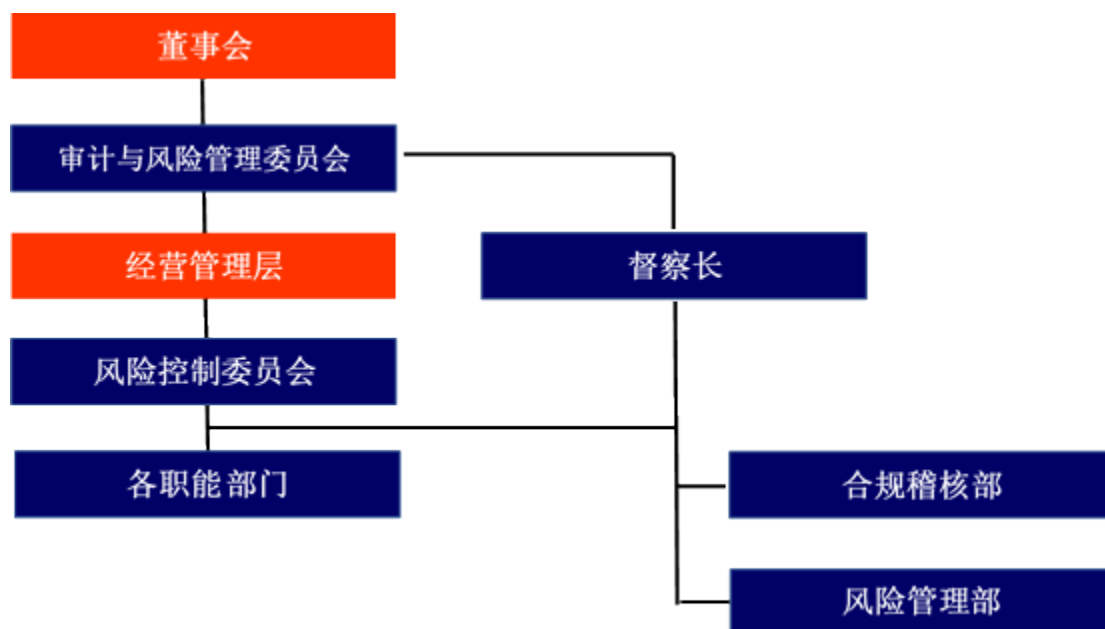 董事会
审计与风险管理委员会
经营管理层
督察长
风险控制委员会
各职能部门
合规稽核部
风险管理部